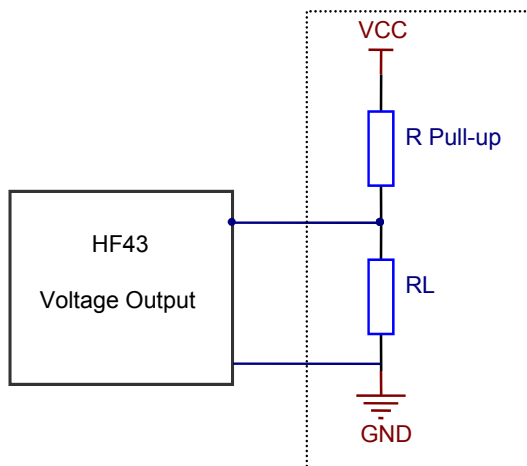 VCC
R Pull-up
HF43
Voltage Output
RL
GND